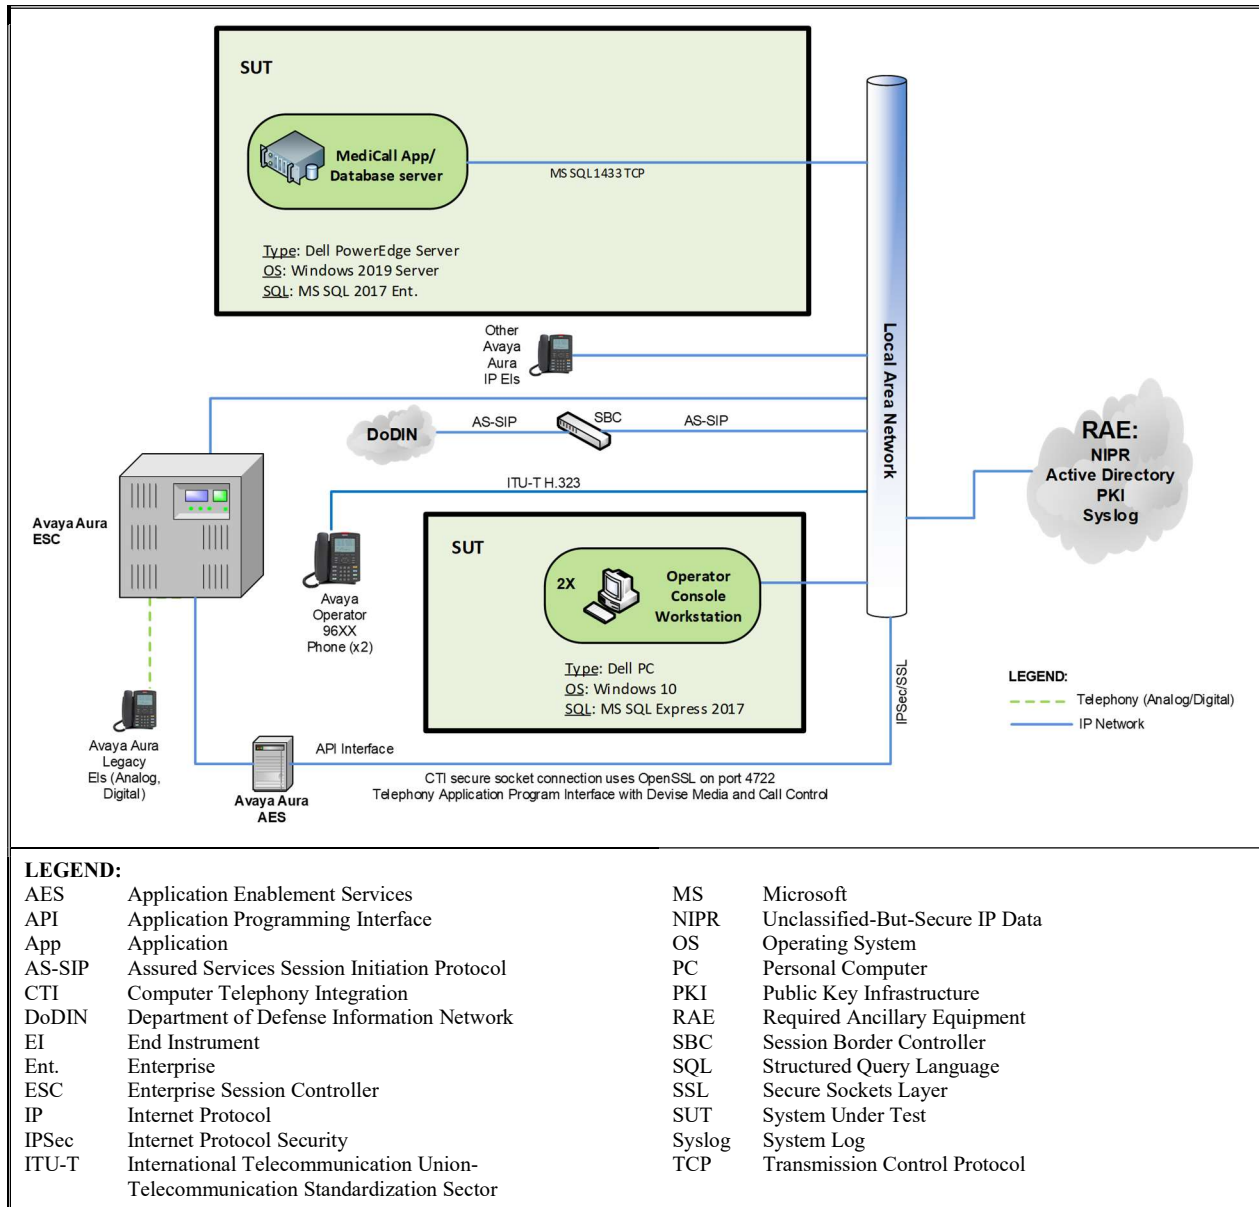 SUT
MediCall App/
Database server
MS SQL 1433 TCP
Type: Dell PowerEdge Server
OS: Windows 2019 Server
SQL: MS SQL 2017 Ent.
Other
Avaya
Aura
IP EIs
Local Area Network
DoDIN
AS-SIP
SBC
AS-SIP
RAE:
NIPR
Active Directory
PKI
Syslog
ITU-T H.323
Avaya Aura
ESC
Avaya
Operator
96XX
Phone (x2)
SUT
2X
Operator
Console
Workstation
Type: Dell PC
OS: Windows 10
SQL: MS SQL Express 2017
IPSec/SSL
LEGEND:
Telephony (Analog/Digital)
IP Network
Avaya Aura
Legacy
EIs (Analog,
Digital)
Avaya Aura
AES
API Interface
CTI secure socket connection uses OpenSSL on port 4722
Telephony Application Program Interface with Devise Media and Call Control
LEGEND:
AES Application Enablement Services
API Application Programming Interface
App Application
AS-SIP Assured Services Session Initiation Protocol
CTI Computer Telephony Integration
DoDIN Department of Defense Information Network
EI End Instrument
Ent. Enterprise
ESC Enterprise Session Controller
IP Internet Protocol
IPSec Internet Protocol Security
ITU-T International Telecommunication Union-
Telecommunication Standardization Sector
MS Microsoft
NIPR Unclassified-But-Secure IP Data
OS Operating System
PC Personal Computer
PKI Public Key Infrastructure
RAE Required Ancillary Equipment
SBC Session Border Controller
SQL Structured Query Language
SSL Secure Sockets Layer
SUT System Under Test
Syslog System Log
TCP Transmission Control Protocol